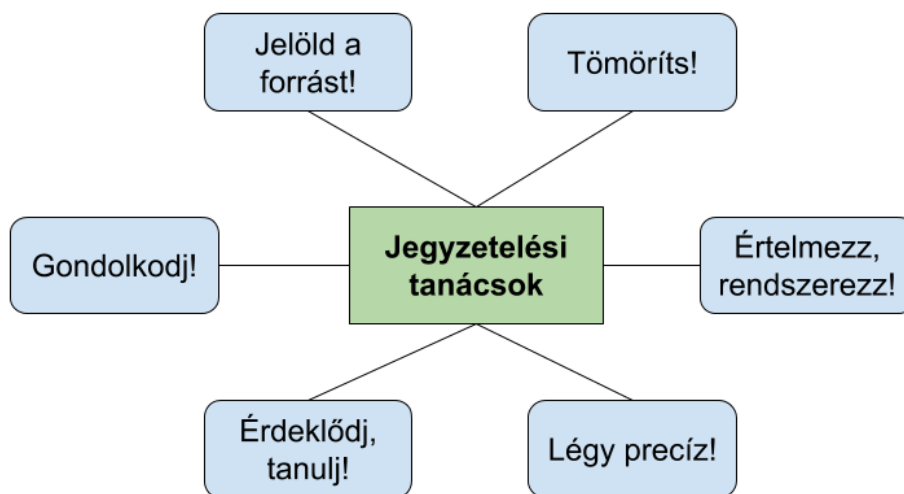 Jelöld a
forrást!
Tömöríts!
Gondolkodj!
Jegyzetelési
tanácsok
Értelmezz,
rendszerezz!
Érdeklődj,
tanulj!
Légy precíz!